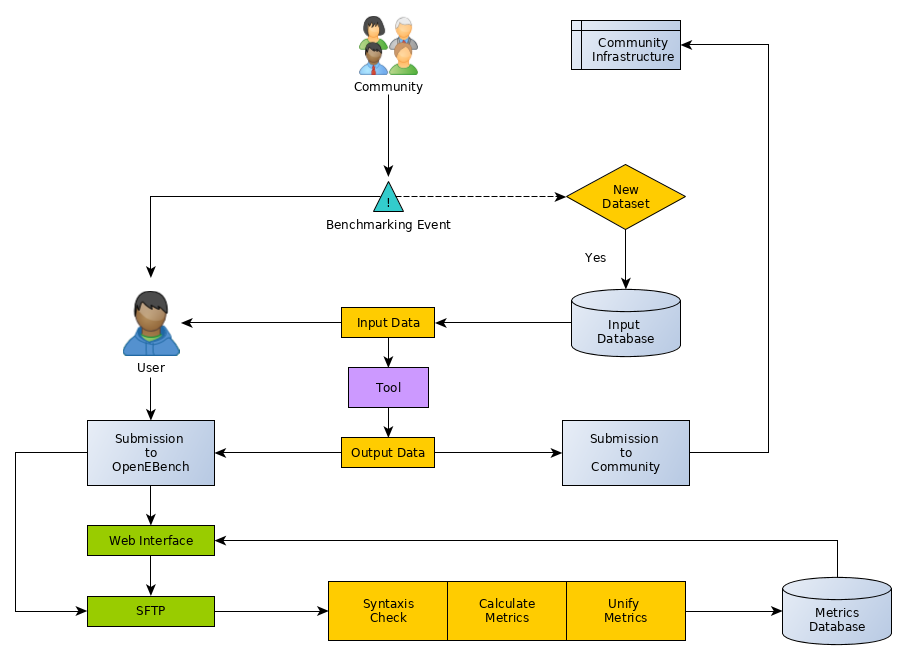 Community
Community
Infrastructure
!
Benchmarking Event
New
Dataset
Yes
Input Data
Input
Database
User
Tool
Submission
to
OpenEBench
Output Data
Submission
to
Community
Web Interface
SFTP
Syntaxis
Check
Calculate
Metrics
Unify
Metrics
Metrics
Database